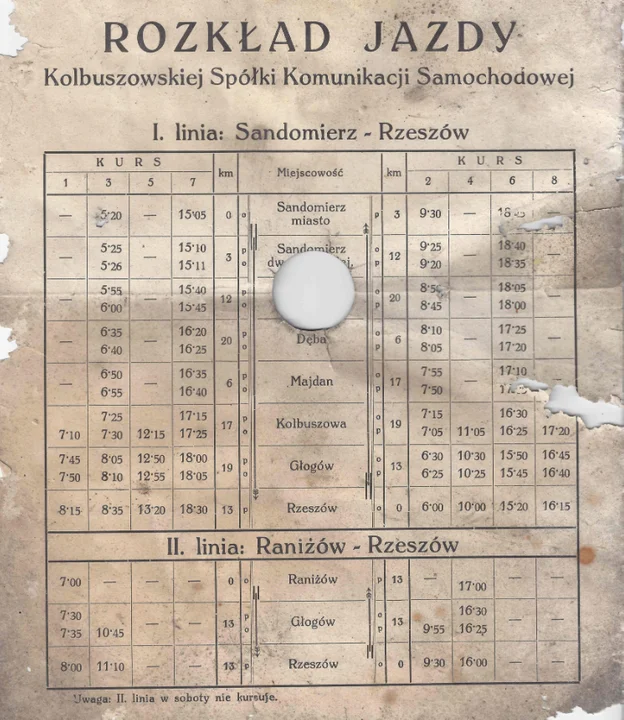 ROZKŁAD JAZDY
Kolbuszowskiej Spółki Komunikacji Samochodowej
I. linia: Sandomierz - Rzeszów
KURS km Miejscowość km KURS
1 3 5 7 2 4 6 8
— 5·20 — 15·05 0 o Sandomierz miasto p 3 9·30 — —
— 5·25 — 15·10 3 p Sandomierz o 12 9·25 — 18·40 —
5·26 15·11 o p 9·20 18·35
— 5·55 — 15·40 12 20 — 18·05 —
6·00 15·45 8·45 18·00
— 6·35 — 16·20 20 p Dęba o 6 8·10 — 17·25 —
6·40 16·25 o p 8·05 17·20
— 6·50 — 16·35 6 p Majdan o 17 7·55 — 17·10
6·55 16·40 o p 7·50
7·25 17·15 17 p Kolbuszowa o 19 7·15 16·30
7·10 7·30 12·15 17·25 o p 7·05 11·05 16·25 17·20
7·45 8·05 12·50 18·00 19 p Głogów o 13 6·30 10·30 15·50 16·45
7·50 8·10 12·55 18·05 o p 6·25 10·25 15·45 16·40
8·15 8·35 13·20 18·30 13 p Rzeszów o 0 6·00 10·00 15·20 16·15
II. linia: Raniżów - Rzeszów
7·00 — — — 0 o Raniżów p 13 — 17·00 — —
7·30 13 p Głogów o 13 16·30
7·35 10·45 — — o p 9·55 16·25 — —
8·00 11·10 — — 13 p Rzeszów o 0 9·30 16·00 — —
Uwaga: II. linia w soboty nie kursuje.